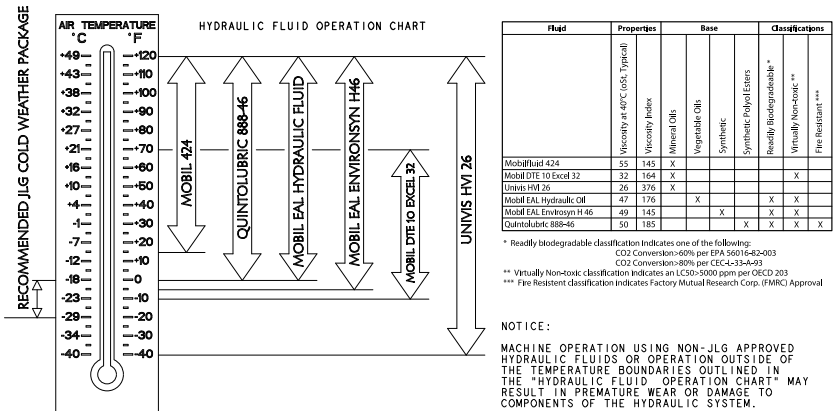 RECOMMENDED JLG COLD WEATHER PACKAGE
AIR TEMPERATURE
°C °F
+49 +120
+43 +110
+38 +100
+32 +90
+27 +80
+21 +70
+16 +60
+10 +50
+4 +40
-1 +30
-7 +20
-12 +10
-18 0
-23 -10
-29 -20
-34 -30
-40 -40
HYDRAULIC FLUID OPERATION CHART
MOBIL 424
QUINTOLUBRIC 888-46
MOBIL EAL HYDRAULIC FLUID
MOBIL EAL ENVIRONSYN H46
MOBIL DTE 10 EXCEL 32
UNIVIS HVI 26
Fluid Properties Base Classifications
Viscosity at 40°C (oSt, Typical)
Viscosity Index
Mineral Oils
Vegetable Oils
Synthetic
Synthetic Polyol Esters
Readily Biodegradeable *
Virtually Non-toxic **
Fire Resistant ***
Mobilfluid 424 55 145 X
Mobil DTE 10 Excel 32 32 164 X X
Univis HVI 26 26 376 X
Mobil EAL Hydraulic Oil 47 176 X X X
Mobil EAL Envirosyn H 46 49 145 X X X
Quintolubric 888-46 50 185 X X X X
* Readily biodegradable classification indicates one of the following:
CO2 Conversion>60% per EPA 56016-82-003
CO2 Conversion>80% per CEC-L-33-A-93
** Virtually Non-toxic classification indicates an LC50>5000 ppm per OECD 203
*** Fire Resistent classification indicates Factory Mutual Research Corp. (FMRC) Approval
NOTICE:
MACHINE OPERATION USING NON-JLG APPROVED
HYDRAULIC FLUIDS OR OPERATION OUTSIDE OF
THE TEMPERATURE BOUNDARIES OUTLINED IN
THE "HYDRAULIC FLUID OPERATION CHART" MAY
RESULT IN PREMATURE WEAR OR DAMAGE TO
COMPONENTS OF THE HYDRAULIC SYSTEM.